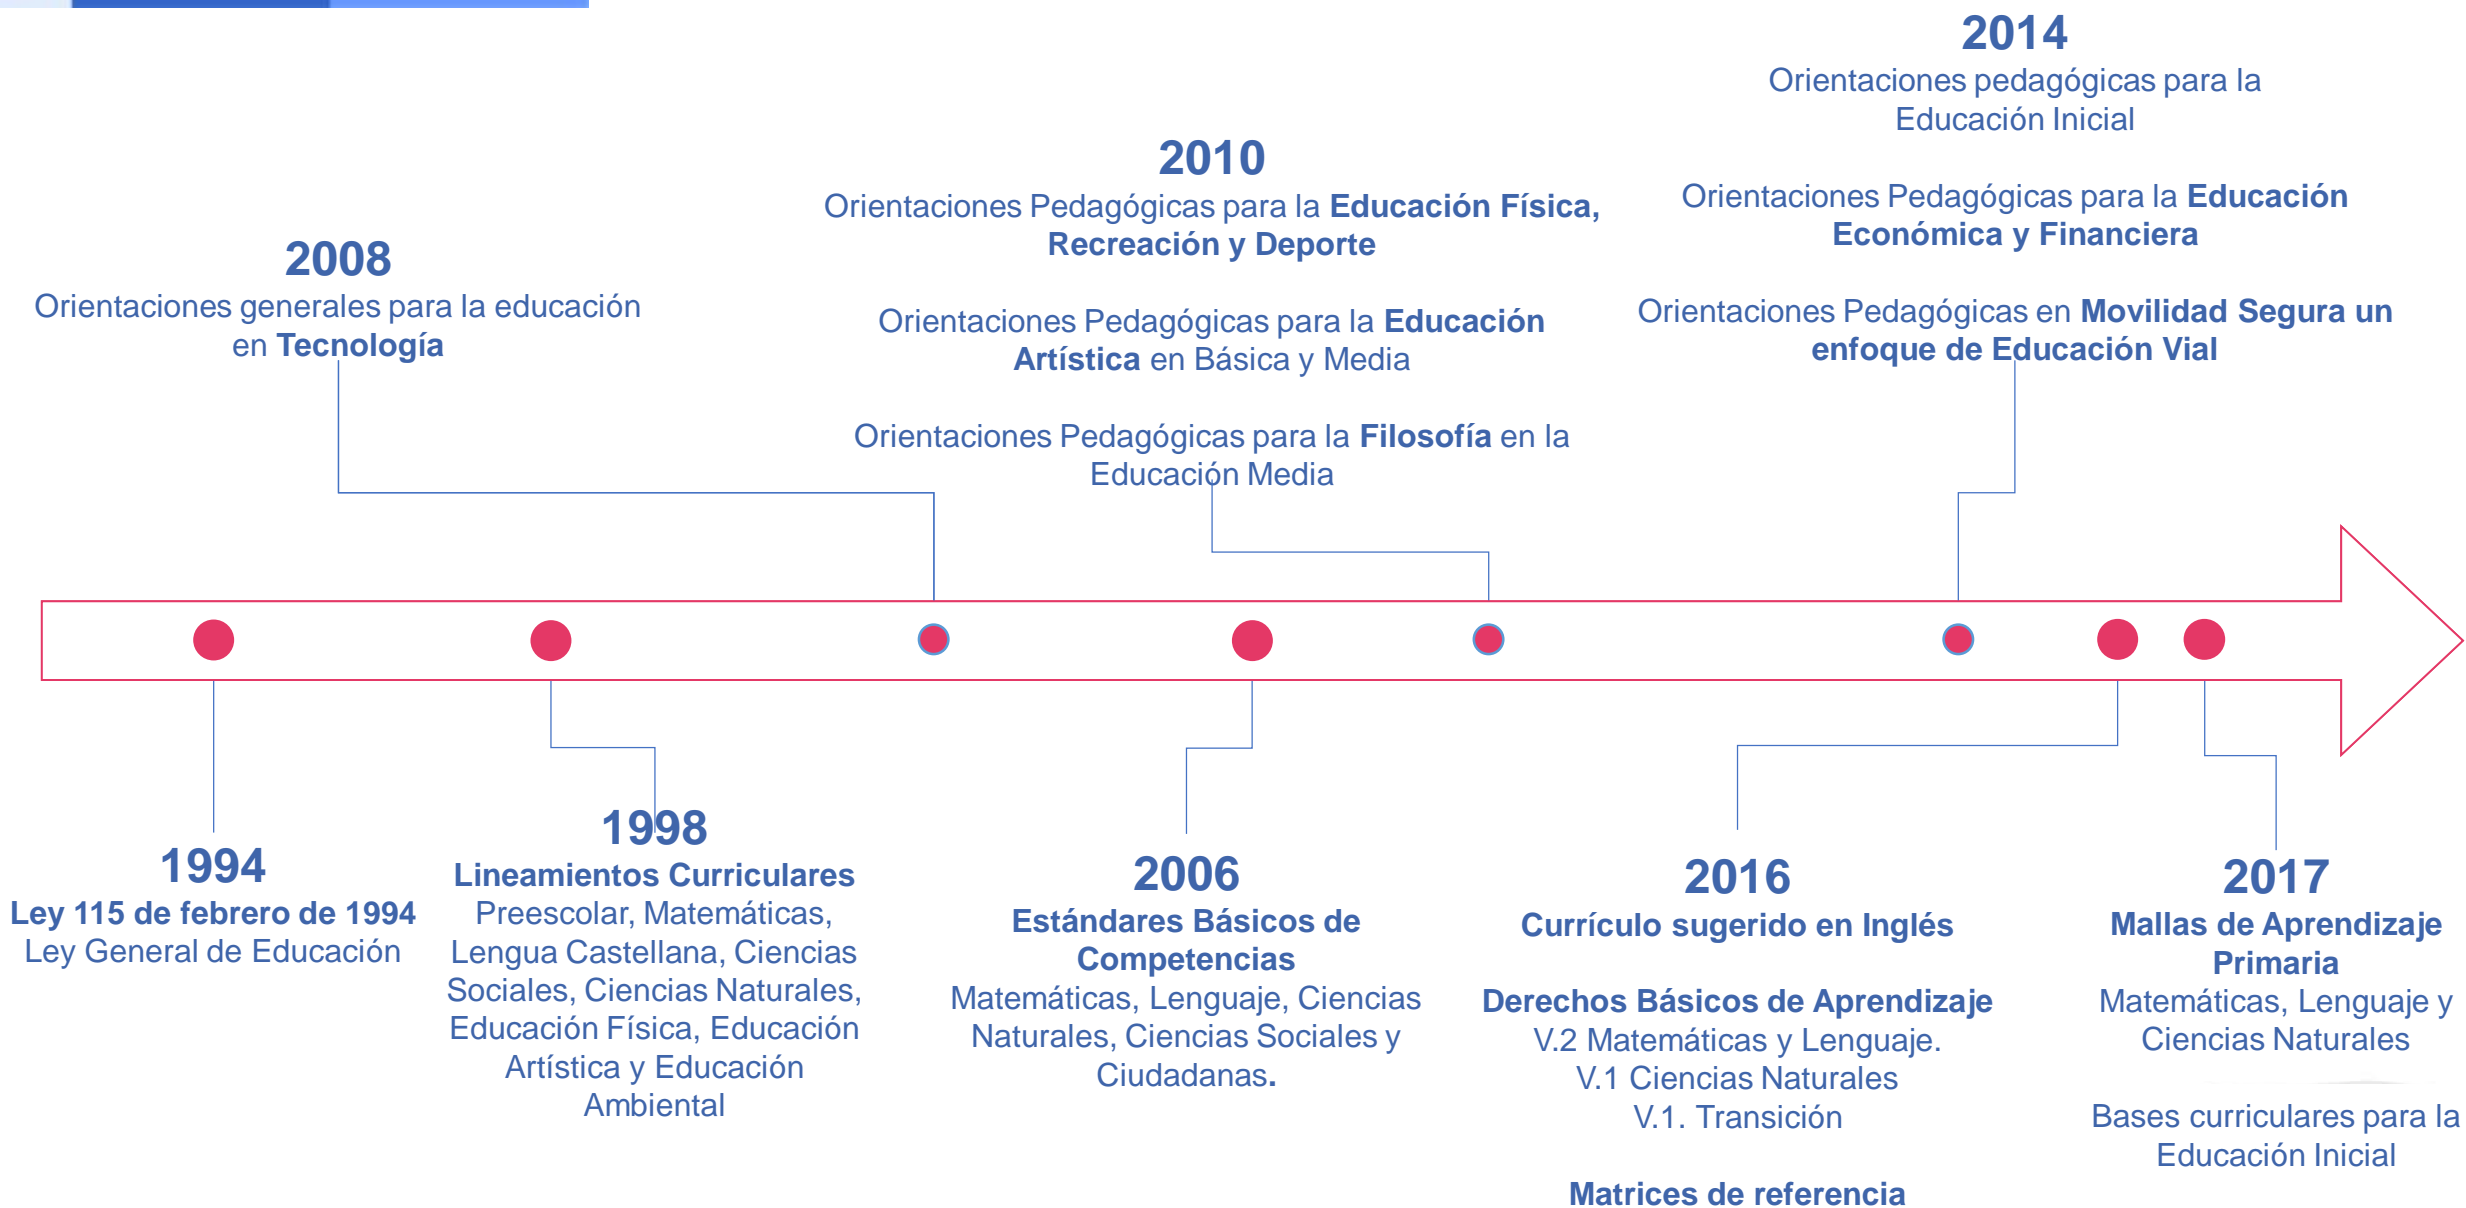 2014
Orientaciones pedagógicas para la
Educación Inicial
Orientaciones Pedagógicas para la Educación
Económica y Financiera
Orientaciones Pedagógicas en Movilidad Segura un
enfoque de Educación Vial
2010
Orientaciones Pedagógicas para la Educación Física,
Recreación y Deporte
Orientaciones Pedagógicas para la Educación
Artística en Básica y Media
Orientaciones Pedagógicas para la Filosofía en la
Educación Media
2008
Orientaciones generales para la educación
en Tecnología
1994
Ley 115 de febrero de 1994
Ley General de Educación
1998
Lineamientos Curriculares
Preescolar, Matemáticas,
Lengua Castellana, Ciencias
Sociales, Ciencias Naturales,
Educación Física, Educación
Artística y Educación
Ambiental
2006
Estándares Básicos de
Competencias
Matemáticas, Lenguaje, Ciencias
Naturales, Ciencias Sociales y
Ciudadanas.
2016
Currículo sugerido en Inglés
Derechos Básicos de Aprendizaje
V.2 Matemáticas y Lenguaje.
V.1 Ciencias Naturales
V.1. Transición
Matrices de referencia
2017
Mallas de Aprendizaje
Primaria
Matemáticas, Lenguaje y
Ciencias Naturales
Bases curriculares para la
Educación Inicial